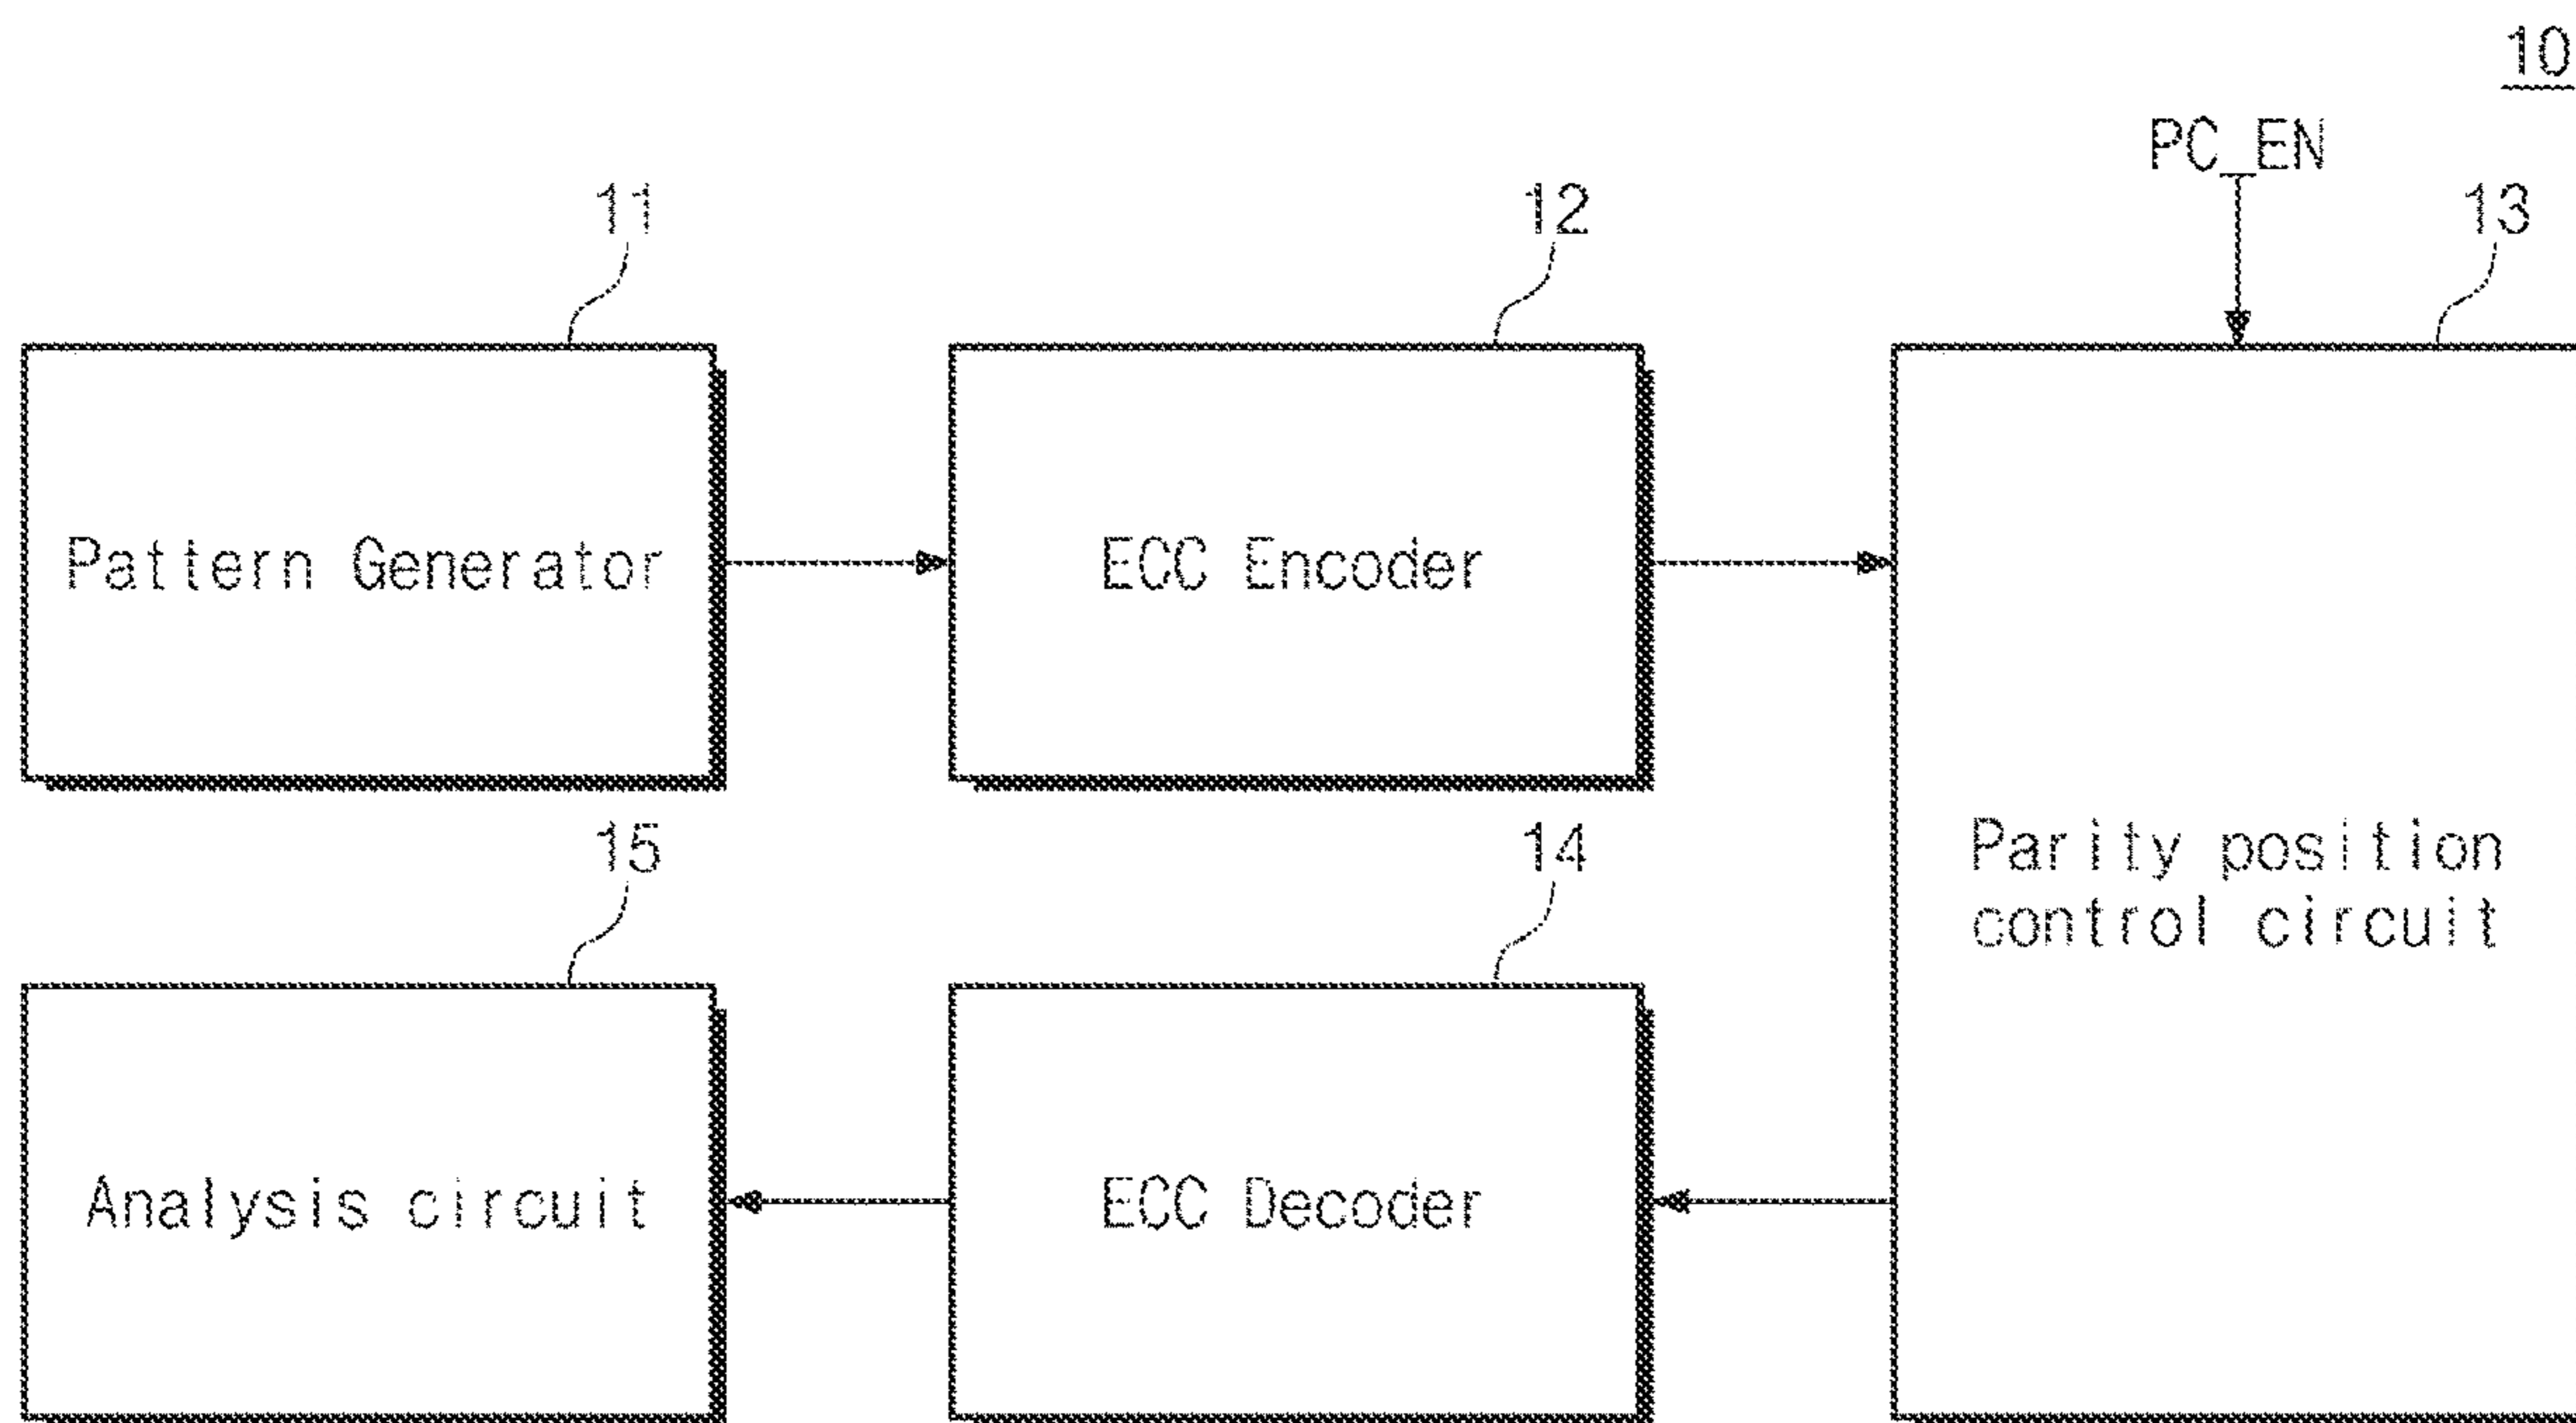 10
PC_EN
11
12
13
Pattern Generator
ECC Encoder
Parity position
control circuit
15
14
Analysis circuit
ECC Decoder